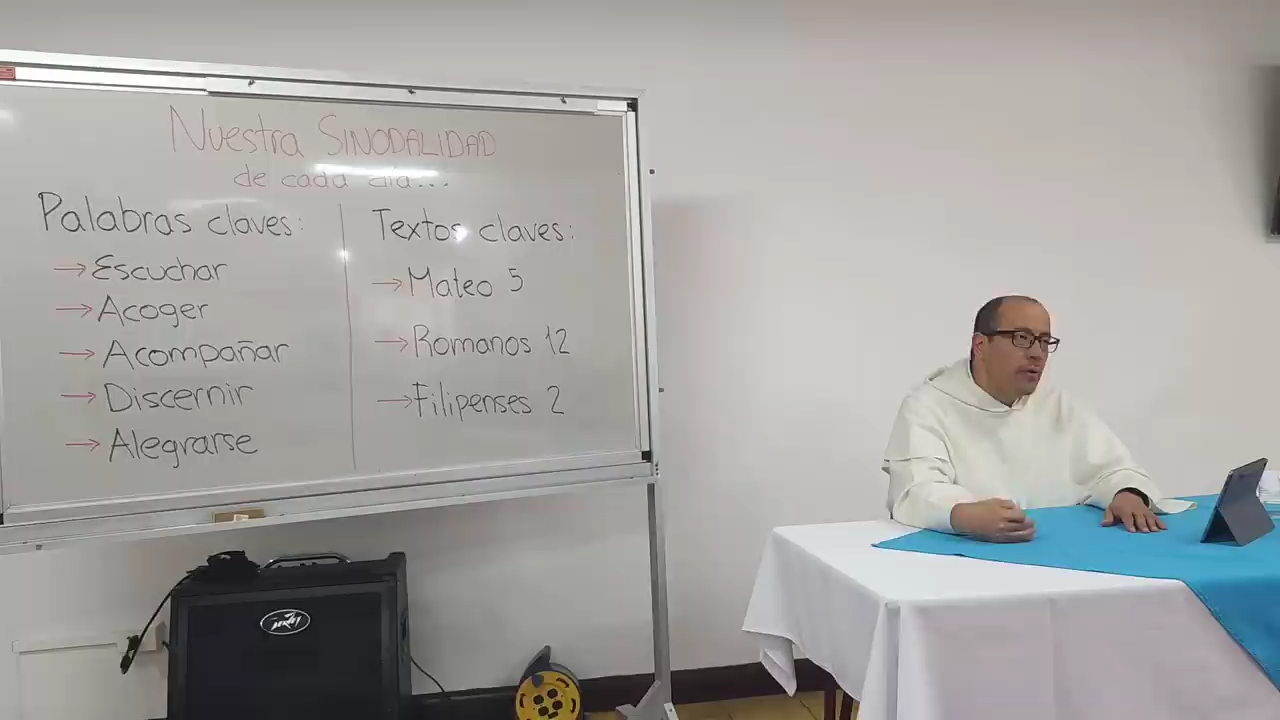 Nuestra SINODALIDAD
de cada día...
Palabras claves:
→Escuchar
→Acoger
→Acompañar
→Discernir
→Alegrarse
Textos claves:
→Mateo 5
→Romanos 12
→Filipenses 2